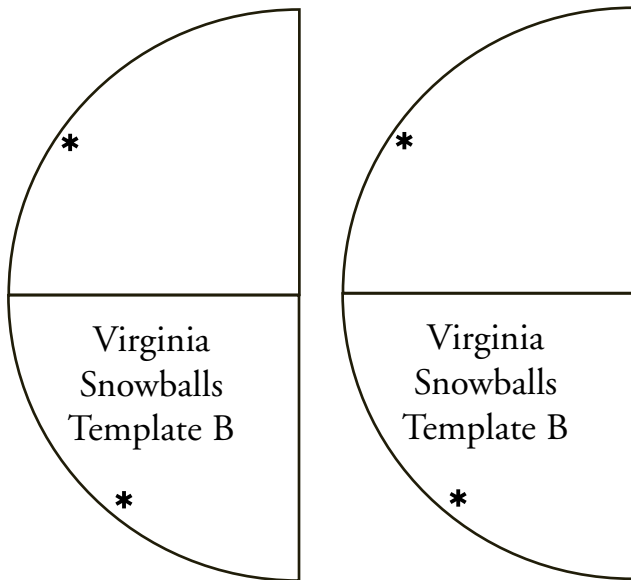 *
*
Virginia
Snowballs
Template B
*
Virginia
Snowballs
Template B
*